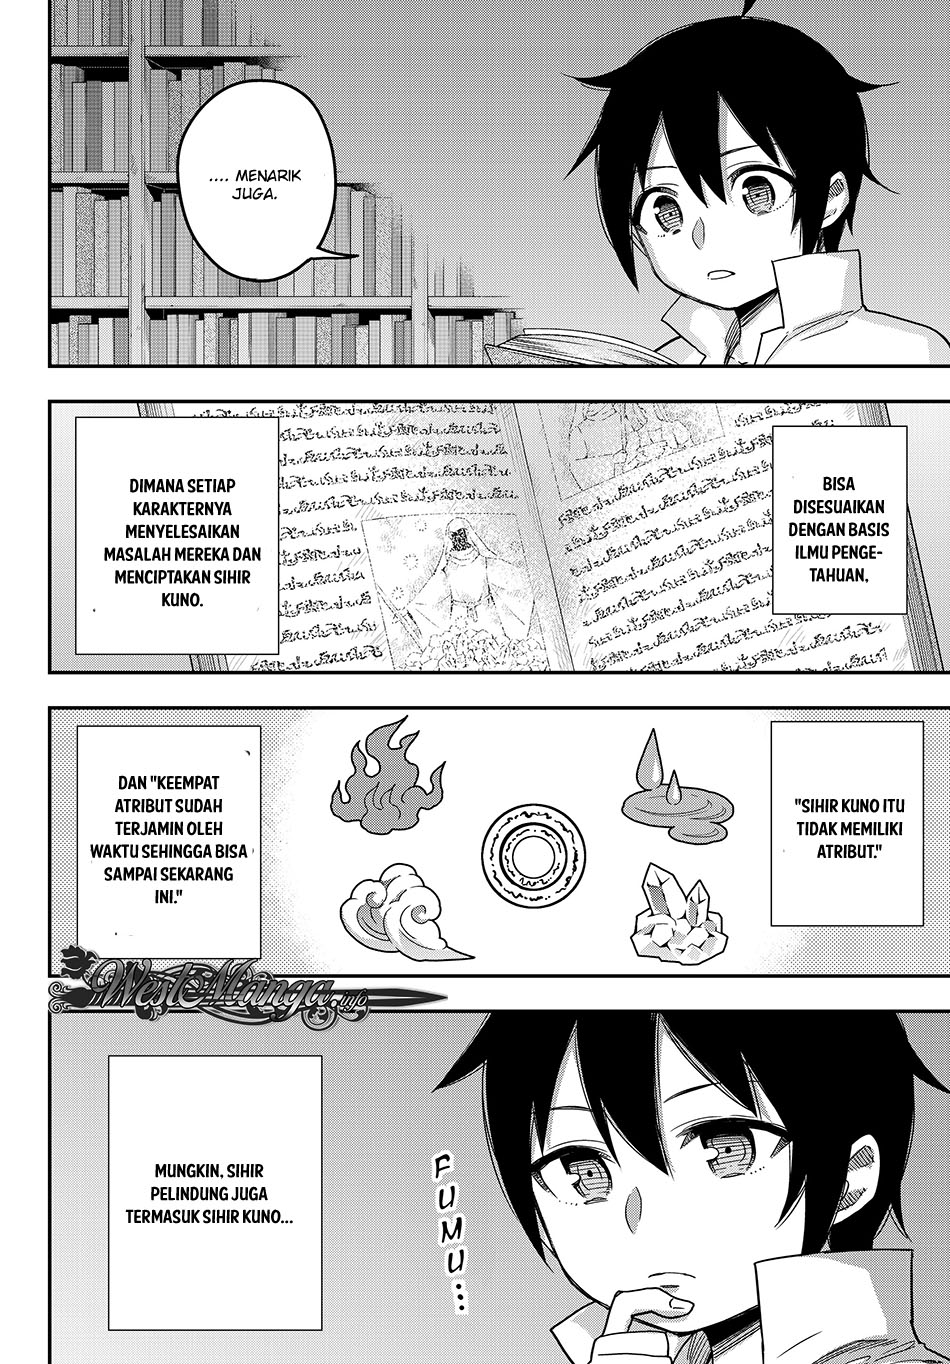 .... MENARIK
JUGA.
BISA
DISESUAIKAN
DENGAN BASIS
ILMU PENGE-
TAHUAN,
DIMANA SETIAP
KARAKTERNYA
MENYELESAIKAN
MASALAH MEREKA DAN
MENCIPTAKAN SIHIR
KUNO.
"SIHIR KUNO ITU
TIDAK MEMILIKI
ATRIBUT."
DAN "KEEMPAT
ATRIBUT SUDAH
TERJAMIN OLEH
WAKTU SEHINGGA BISA
SAMPAI SEKARANG
INI."
WestManga.info
MUNGKIN, SIHIR
PELINDUNG JUGA
TERMASUK SIHIR KUNO...
FUMU...